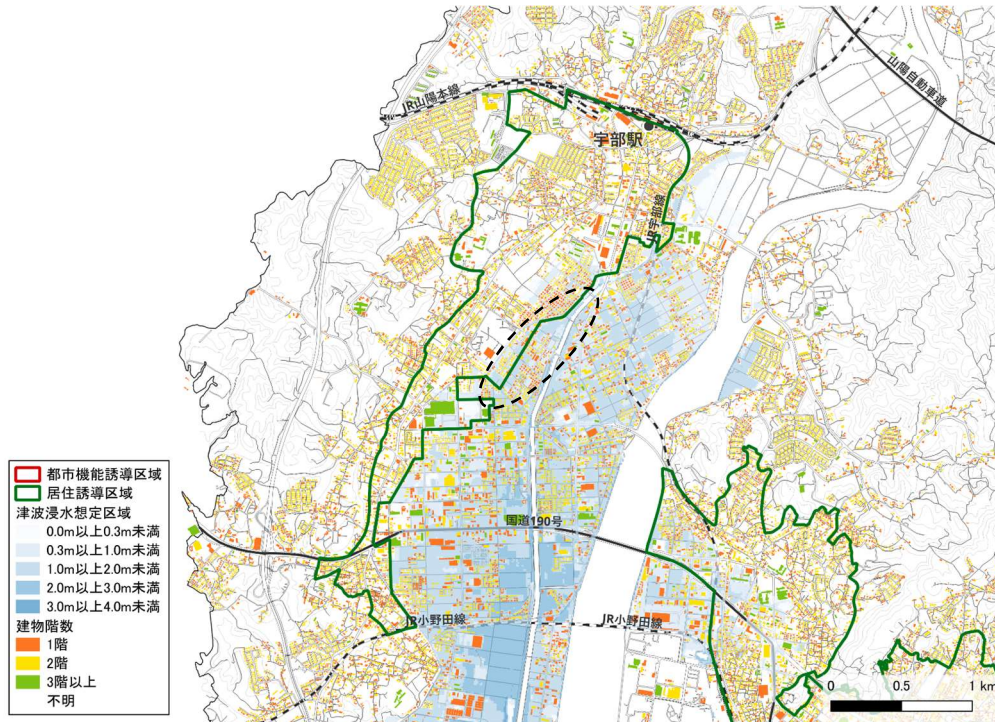 JR山陽本線
山陽自動車道
宇部駅
JR宇部線
国道190号
JR小野田線
JR小野田線
都市機能誘導区域
居住誘導区域
津波浸水想定区域
0.0m以上0.3m未満
0.3m以上1.0m未満
1.0m以上2.0m未満
2.0m以上3.0m未満
3.0m以上4.0m未満
建物階数
1階
2階
3階以上
不明
0 0.5 1 km